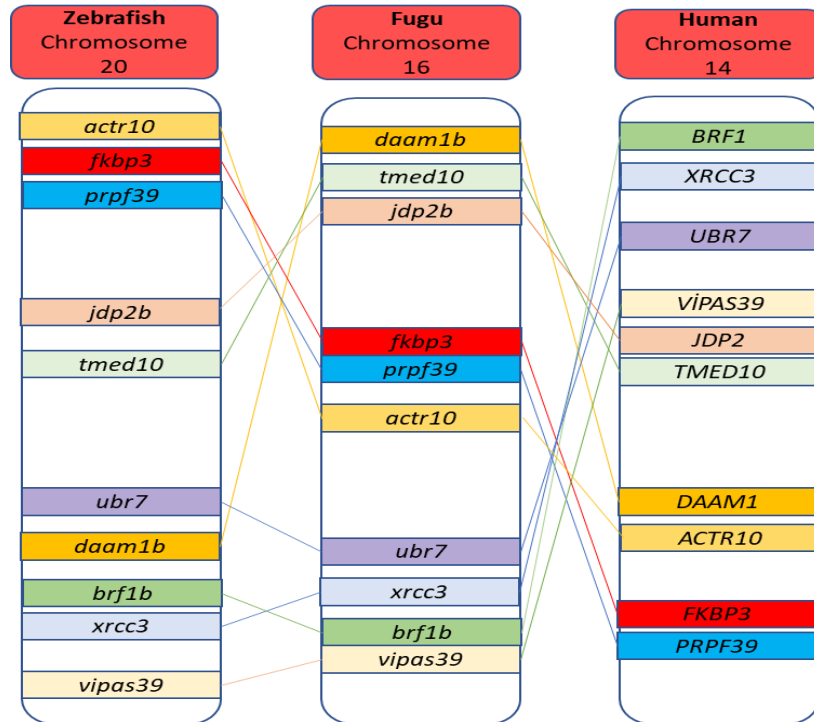 Zebrafish
Chromosome
20
actr10
fkbp3
prpf39
jdp2b
tmed10
ubr7
daam1b
brf1b
xrcc3
vipas39
Fugu
Chromosome
16
daam1b
tmed10
jdp2b
fkbp3
prpf39
actr10
ubr7
xrcc3
brf1b
vipas39
Human
Chromosome
14
BRF1
XRCC3
UBR7
VİPAS39
JDP2
TMED10
DAAM1
ACTR10
FKBP3
PRPF39